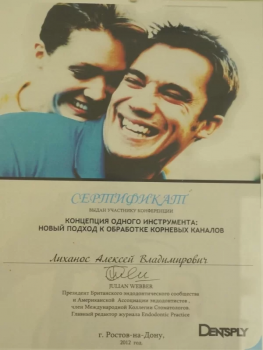 СЕРТИФИКАТ
ВЫДАН УЧАСТНИКУ КОНФЕРЕНЦИИ
КОНЦЕПЦИЯ ОДНОГО ИНСТРУМЕНТА:
НОВЫЙ ПОДХОД К ОБРАБОТКЕ КОРНЕВЫХ КАНАЛОВ
Лиханос Алексей Владимирович
JULIAN WEBBER
Президент Британского эндодонтического сообщества
и Американской Ассоциации эндодонтистов
член Международной Коллегии Стоматологов
Главный редактор журнала Endodontic Practice
г. Ростов-на-Дону,
2012 год
DENTSPLY